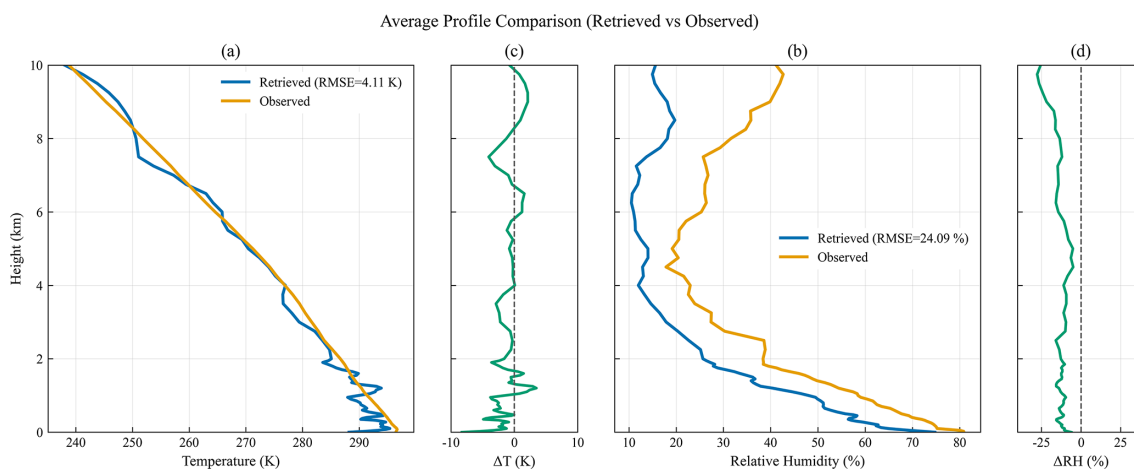 Average Profile Comparison (Retrieved vs Observed)
(a)
(c)
(b)
(d)
10
8
6
4
2
0
Height (km)
Retrieved (RMSE=4.11 K)
Observed
Retrieved (RMSE=24.09 %)
Observed
240 250 260 270 280 290
-10 0 10
10 20 30 40 50 60 70 80
-25 0 25
Temperature (K)
ΔT (K)
Relative Humidity (%)
ΔRH (%)